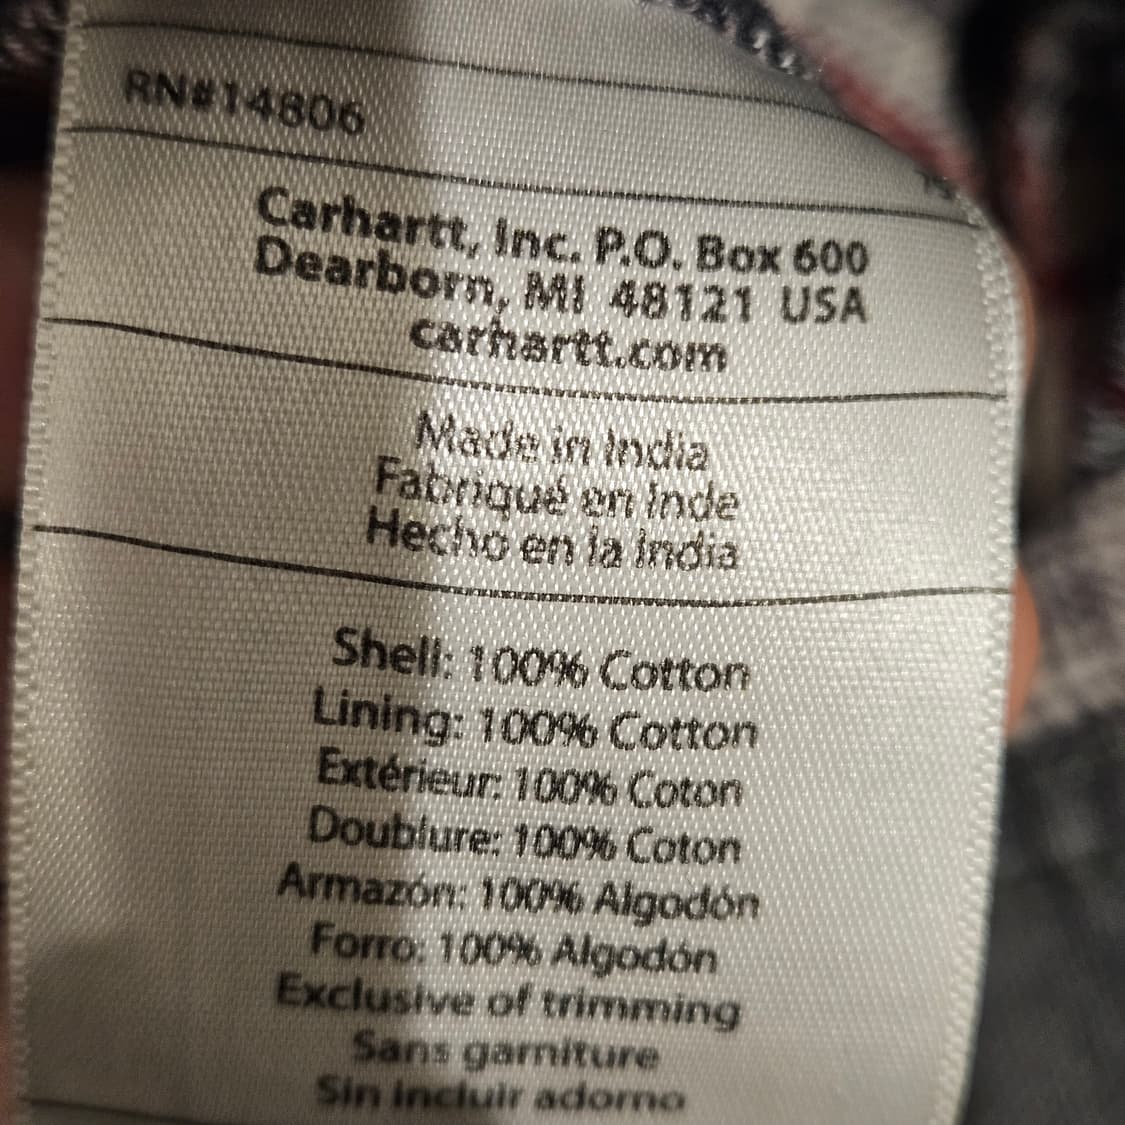 RN#14806
Carhartt, Inc. P.O. Box 600
Dearborn, MI 48121 USA
carhartt.com
Made in India
Fabriqué en Inde
Hecho en la India
Shell: 100% Cotton
Lining: 100% Cotton
Extérieur: 100% Coton
Doublure: 100% Coton
Armazón: 100% Algodón
Forro: 100% Algodón
Exclusive of trimming
Sans garniture
Sin incluir adorno